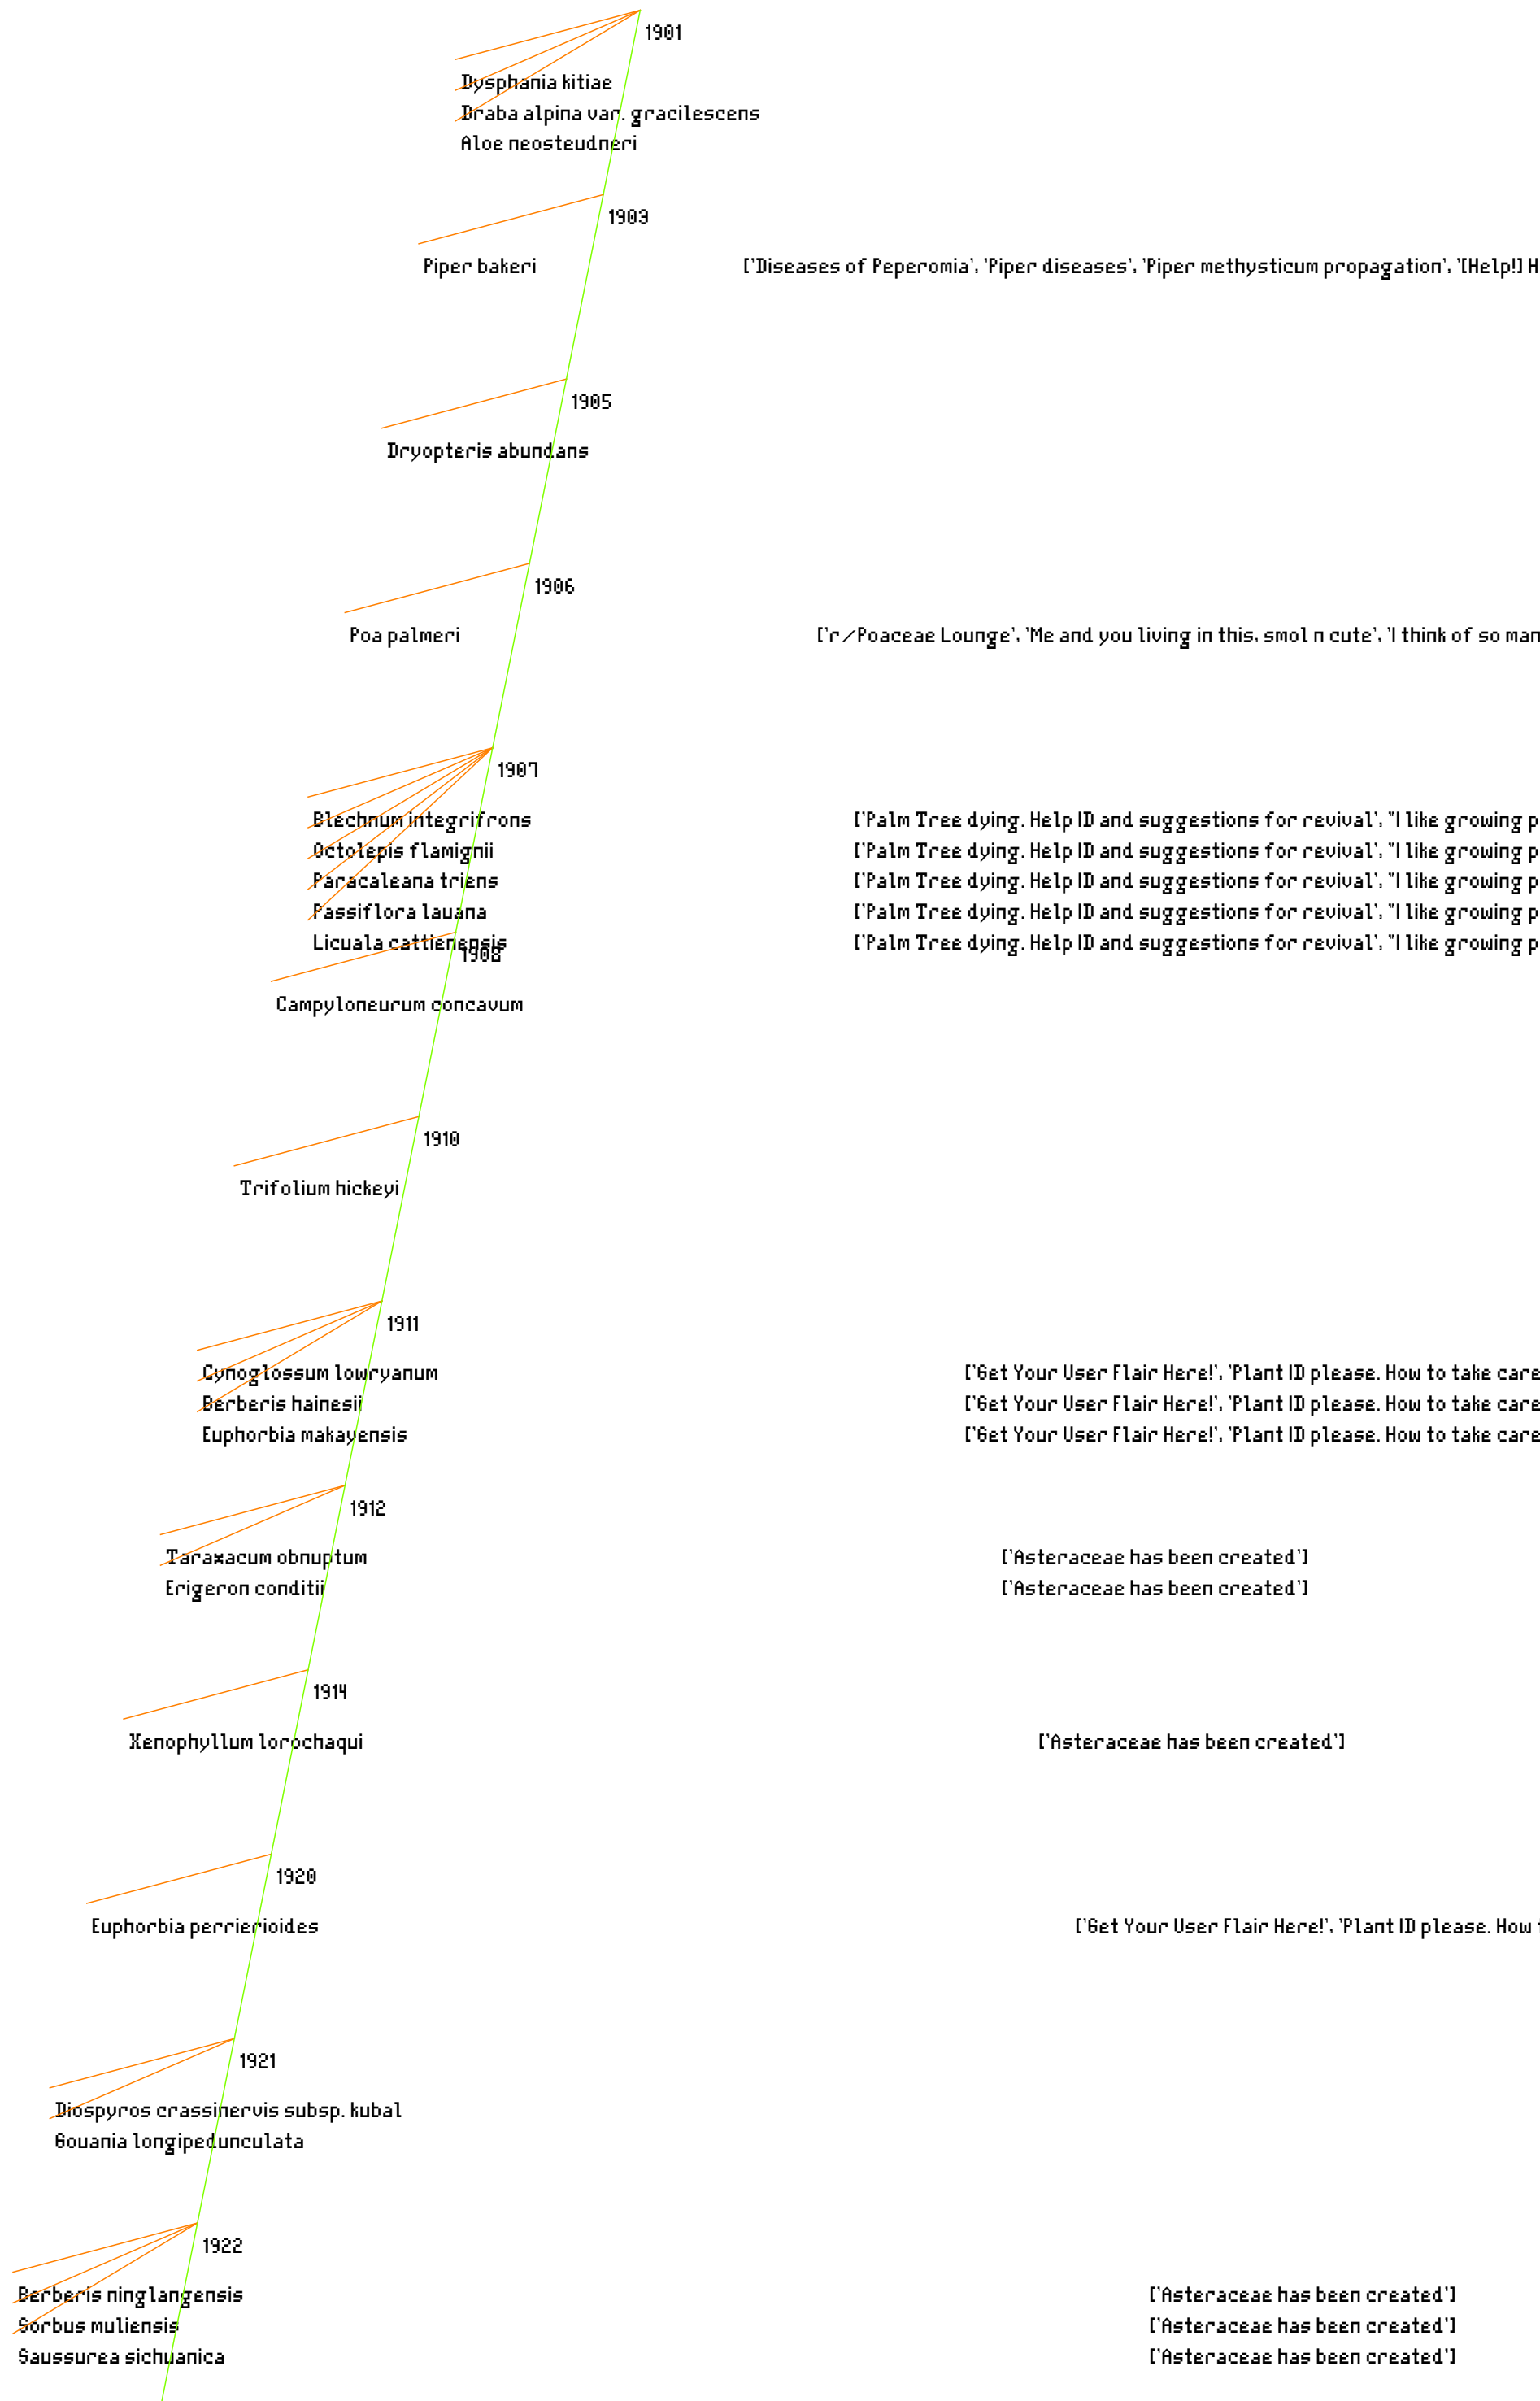 1901
Dysphania kitiae
Draba alpina var. gracilescens
Aloe neosteudneri
1903
Piper bakeri ['Diseases of Peperomia', 'Piper diseases', 'Piper methysticum propagation', '[Help!] H
1905
Dryopteris abundans
1906
Poa palmeri ['r/Poaceae Lounge', 'Me and you living in this, smol n cute', 'I think of so man
1907
Blechnum integrifrons ['Palm Tree dying. Help ID and suggestions for revival', "I like growing p
Octolepis flamignii ['Palm Tree dying. Help ID and suggestions for revival', "I like growing p
Paracaleana triens ['Palm Tree dying. Help ID and suggestions for revival', "I like growing p
Passiflora lauana ['Palm Tree dying. Help ID and suggestions for revival', "I like growing p
Licuala cattienensis ['Palm Tree dying. Help ID and suggestions for revival', "I like growing p
1908
Campyloneurum concavum
1910
Trifolium hickeyi
1911
Cynoglossum lowryanum ['Get Your User Flair Here!', 'Plant ID please. How to take care
Berberis hainesii ['Get Your User Flair Here!', 'Plant ID please. How to take care
Euphorbia makayensis ['Get Your User Flair Here!', 'Plant ID please. How to take care
1912
Taraxacum obnuptum ['Asteraceae has been created']
Erigeron conditii ['Asteraceae has been created']
1914
Xenophyllum lorochaqui ['Asteraceae has been created']
1920
Euphorbia perrierioides ['Get Your User Flair Here!', 'Plant ID please. How t
1921
Diospyros crassinervis subsp. kubal
Gouania longipedunculata
1922
Berberis ninglangensis ['Asteraceae has been created']
Sorbus muliensis ['Asteraceae has been created']
Saussurea sichuanica ['Asteraceae has been created']